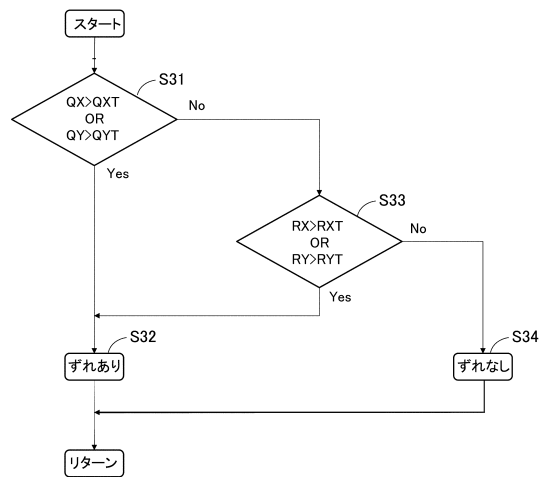 スタート
S31
QX>QXT
OR
QY>QYT
No
Yes
S33
RX>RXT
OR
RY>RYT
No
Yes
S32
ずれあり
S34
ずれなし
リターン